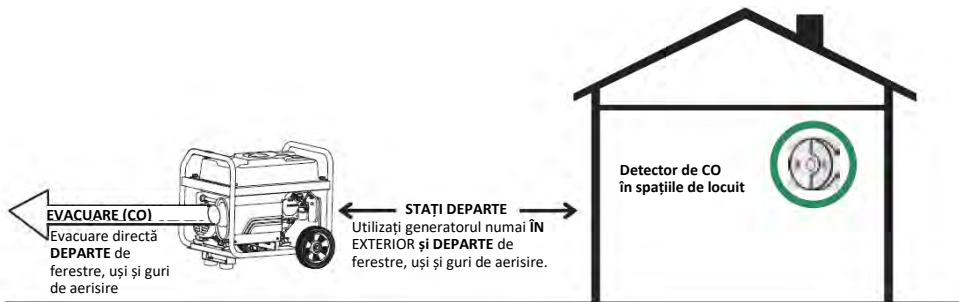 EVACUARE (CO)
Evacuare directă
DEPARTE de
ferestre, uși și guri
de aerisire
STAȚI DEPARTE
Utilizați generatorul numai ÎN
EXTERIOR și DEPARTE de
ferestre, uși și guri de aerisire.
Detector de CO
în spațiile de locuit